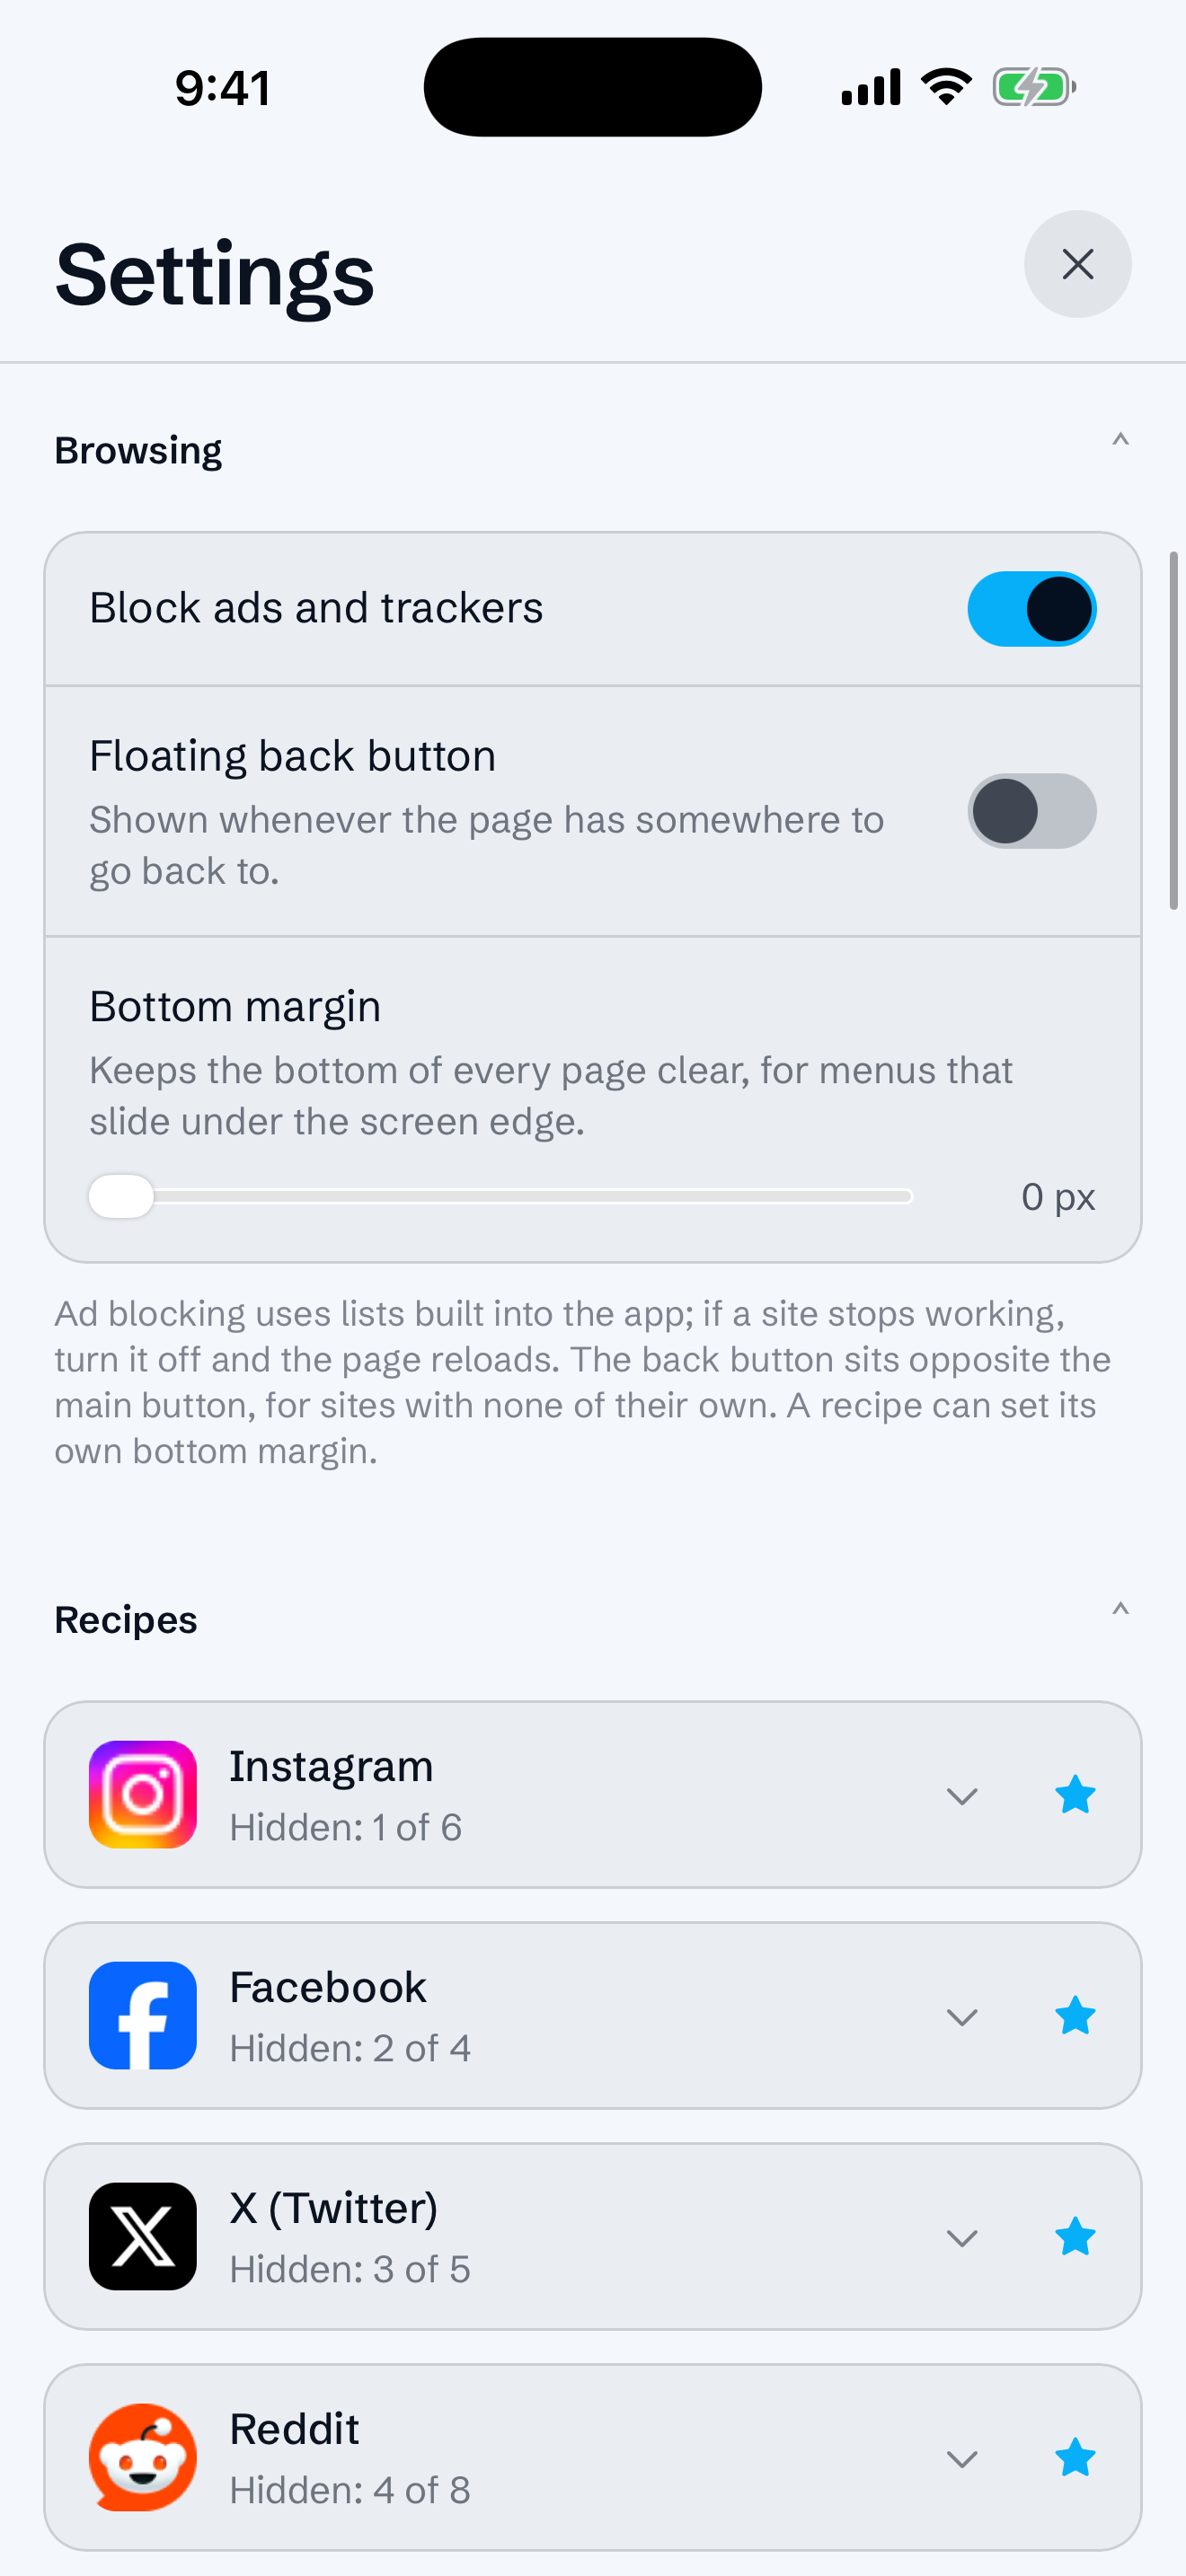 9:41
Settings
Browsing
Block ads and trackers
Floating back button
Shown whenever the page has somewhere to
go back to.
Bottom margin
Keeps the bottom of every page clear, for menus that
slide under the screen edge.
0 px
Ad blocking uses lists built into the app; if a site stops working,
turn it off and the page reloads. The back button sits opposite the
main button, for sites with none of their own. A recipe can set its
own bottom margin.
Recipes
Instagram
Hidden: 1 of 6
Facebook
Hidden: 2 of 4
X (Twitter)
Hidden: 3 of 5
Reddit
Hidden: 4 of 8